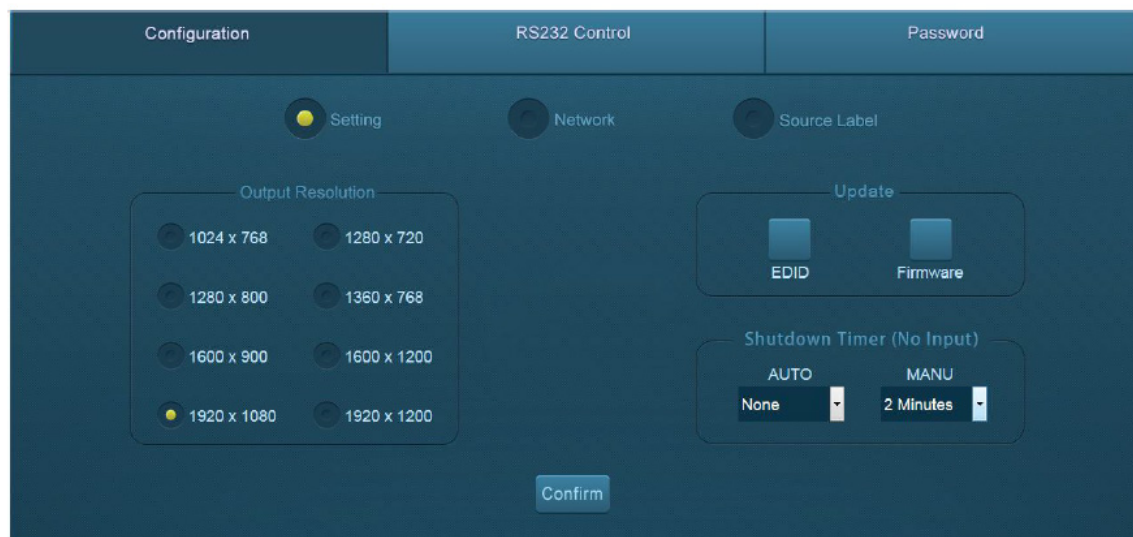 Configuration RS232 Control Password
Setting Network Source Label
Output Resolution
1024 x 768 1280 x 720
1280 x 800 1360 x 768
1600 x 900 1600 x 1200
1920 x 1080 1920 x 1200
Update
EDID Firmware
Shutdown Timer (No Input)
AUTO MANU
None 2 Minutes
Confirm